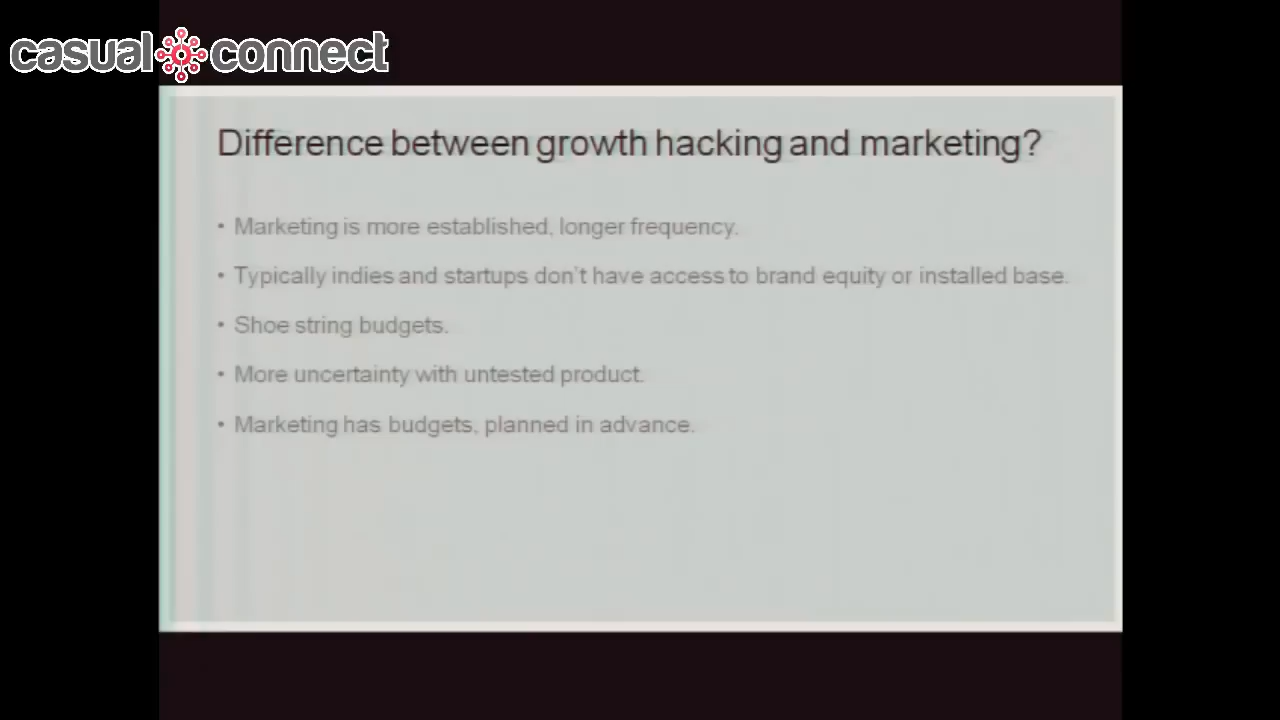 casual connect
Difference between growth hacking and marketing?
• Marketing is more established, longer frequency.
• Typically indies and startups don't have access to brand equity or installed base.
• Shoe string budgets.
• More uncertainty with untested product.
• Marketing has budgets, planned in advance.